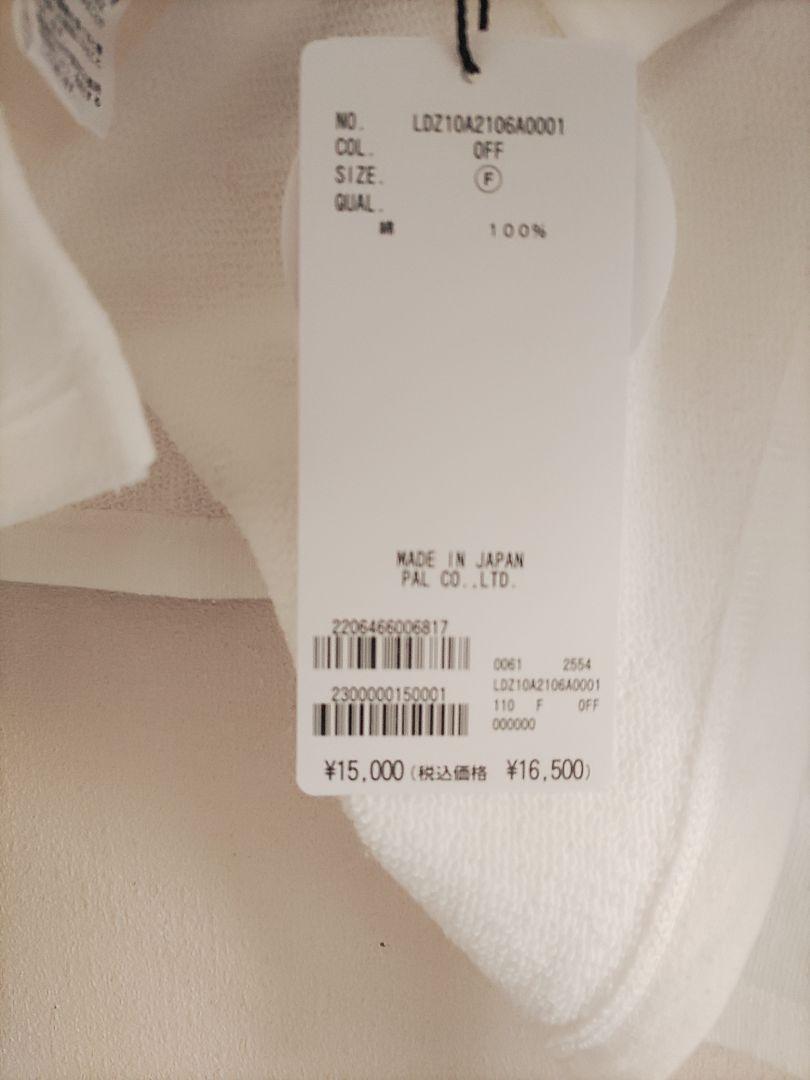 NO. LDZ10A2106A0001
COL. OFF
SIZE. F
QUAL.
綿 100%
MADE IN JAPAN
PAL CO.,LTD.
2206466006817
2300000150001
0061 2554
LDZ10A2106A0001
110 F OFF
000000
¥15,000(税込価格 ¥16,500)